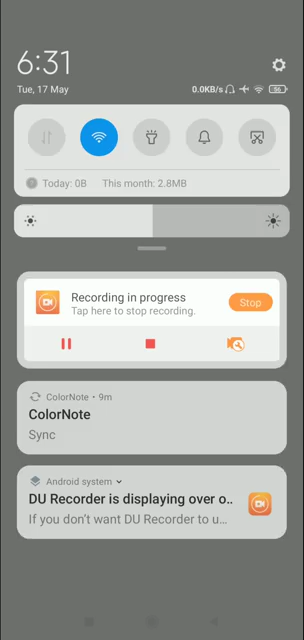 6:31
Tue, 17 May
0.0KB/s
56
Today: 0B
This month: 2.8MB
Recording in progress
Tap here to stop recording.
Stop
ColorNote • 9m
ColorNote
Sync
Android system
DU Recorder is displaying over o..
If you don't want DU Recorder to u...